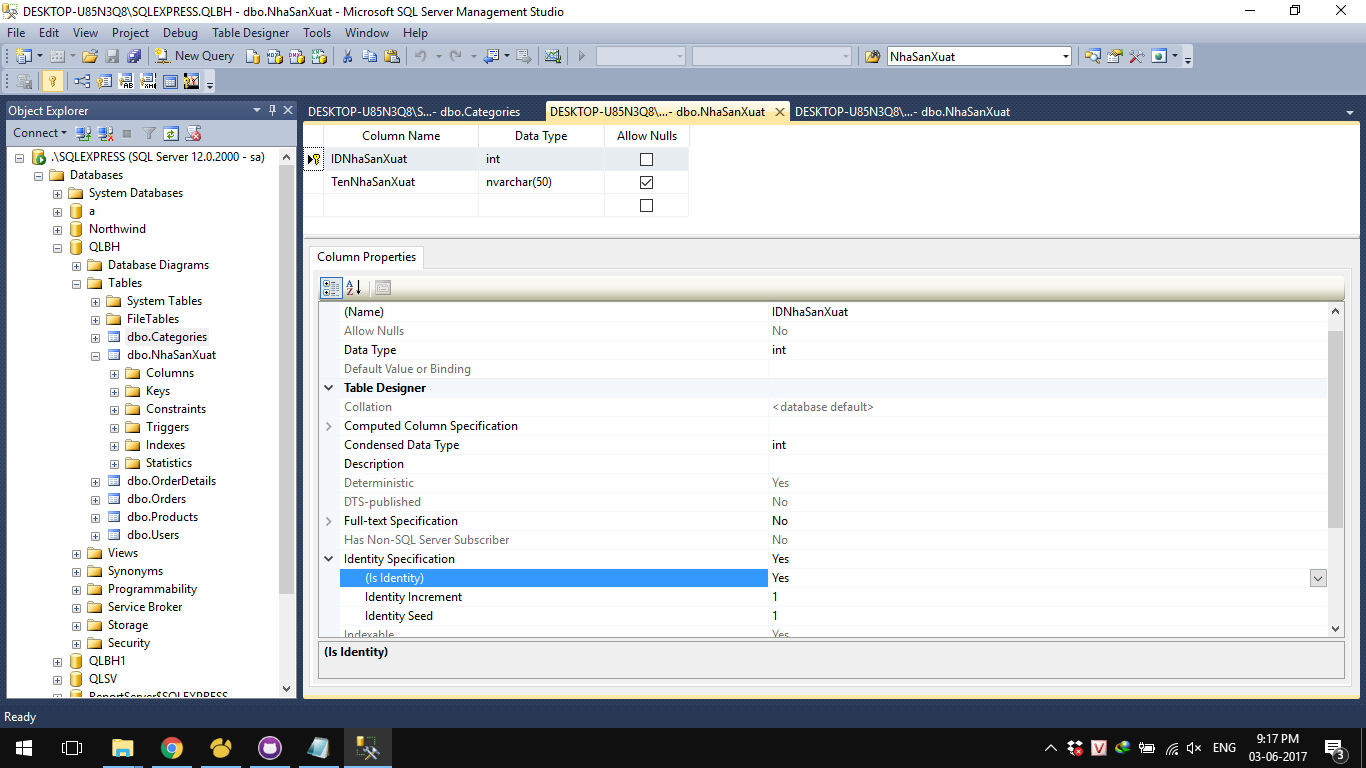 DESKTOP-U85N3Q8\SQLEXPRESS.QLBH - dbo.NhaSanXuat - Microsoft SQL Server Management Studio
File Edit View Project Debug Table Designer Tools Window Help
New Query NhaSanXuat
Object Explorer
Connect
.\SQLEXPRESS (SQL Server 12.0.2000 - sa)
Databases
System Databases
a
Northwind
QLBH
Database Diagrams
Tables
System Tables
FileTables
dbo.Categories
dbo.NhaSanXuat
Columns
Keys
Constraints
Triggers
Indexes
Statistics
dbo.OrderDetails
dbo.Orders
dbo.Products
dbo.Users
Views
Synonyms
Programmability
Service Broker
Storage
Security
QLBH1
QLSV
ReportServer$SQLEXPRESS
DESKTOP-U85N3Q8\S...- dbo.Categories DESKTOP-U85N3Q8\...- dbo.NhaSanXuat DESKTOP-U85N3Q8\...- dbo.NhaSanXuat
Column Name Data Type Allow Nulls
IDNhaSanXuat int
TenNhaSanXuat nvarchar(50)
Column Properties
(Name) IDNhaSanXuat
Allow Nulls No
Data Type int
Default Value or Binding
Table Designer
Collation <database default>
Computed Column Specification
Condensed Data Type int
Description
Deterministic Yes
DTS-published No
Full-text Specification No
Has Non-SQL Server Subscriber No
Identity Specification Yes
(Is Identity) Yes
Identity Increment 1
Identity Seed 1
Indexable Yes
(Is Identity)
Ready
ENG 9:17 PM
03-06-2017
3